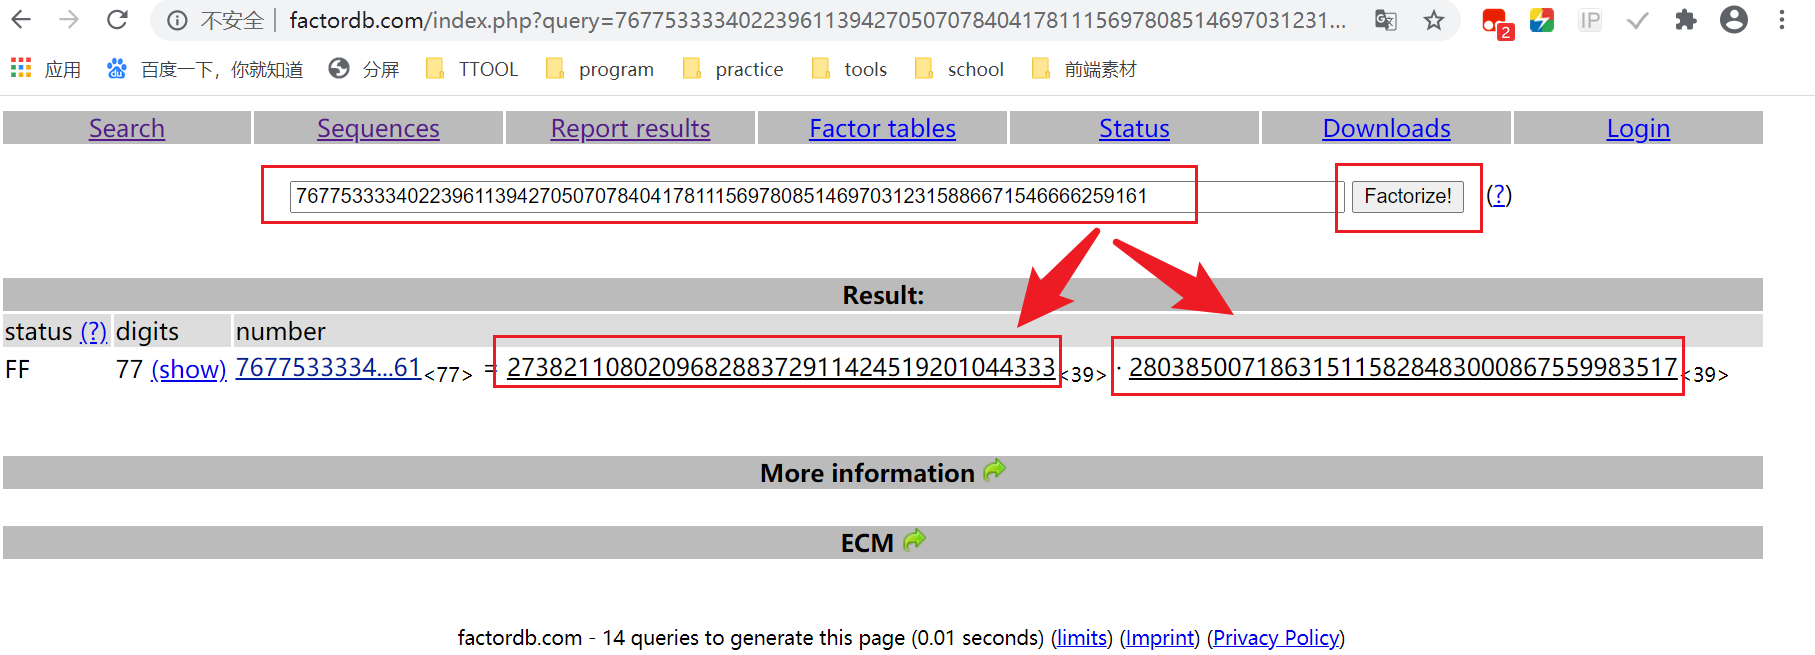 不安全 | factordb.com/index.php?query=7677533334022396113942705070784041781115697808514697031231...
应用 百度一下，你就知道 分屏 TTOOL program practice tools school 前端素材
Search Sequences Report results Factor tables Status Downloads Login
76775333340223961139427050707840417811156978085146970312315886671546666259161 Factorize! (?)
Result:
status (?) digits number
FF 77 (show) 7677533334...61<77> = 273821108020968288372911424519201044333<39> · 280385007186315115828483000867559983517<39>
More information
ECM
factordb.com - 14 queries to generate this page (0.01 seconds) (limits) (Imprint) (Privacy Policy)